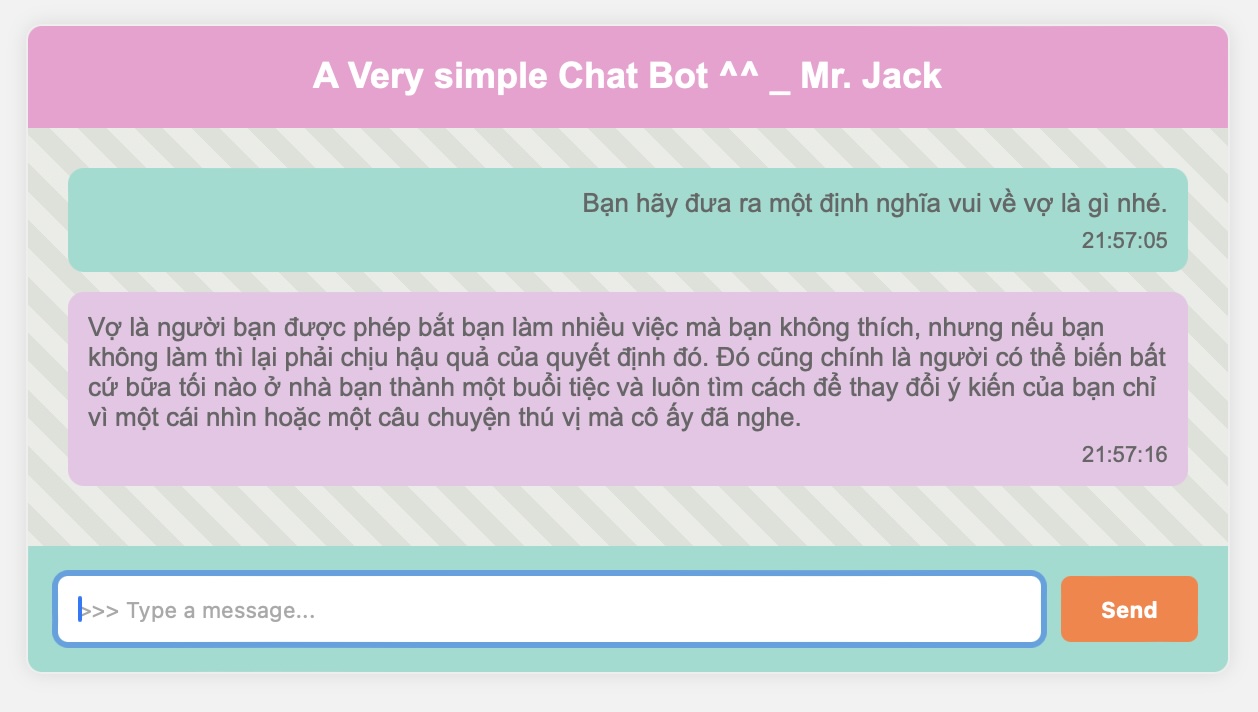 A Very simple Chat Bot ^^ _ Mr. Jack
Bạn hãy đưa ra một định nghĩa vui về vợ là gì nhé.
21:57:05
Vợ là người bạn được phép bắt bạn làm nhiều việc mà bạn không thích, nhưng nếu bạn
không làm thì lại phải chịu hậu quả của quyết định đó. Đó cũng chính là người có thể biến bất
cứ bữa tối nào ở nhà bạn thành một buổi tiệc và luôn tìm cách để thay đổi ý kiến của bạn chỉ
vì một cái nhìn hoặc một câu chuyện thú vị mà cô ấy đã nghe.
21:57:16
>>> Type a message...
Send